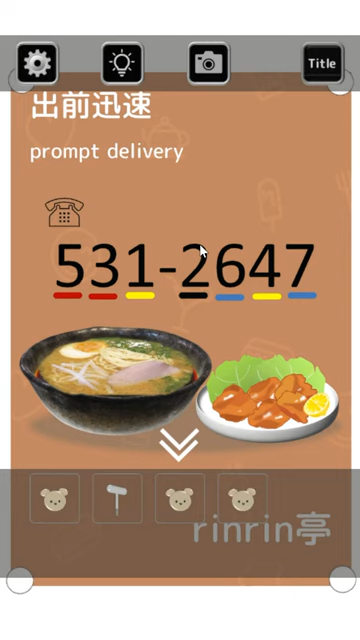 Title
出前迅速
prompt delivery
531-2647
rinrin亭